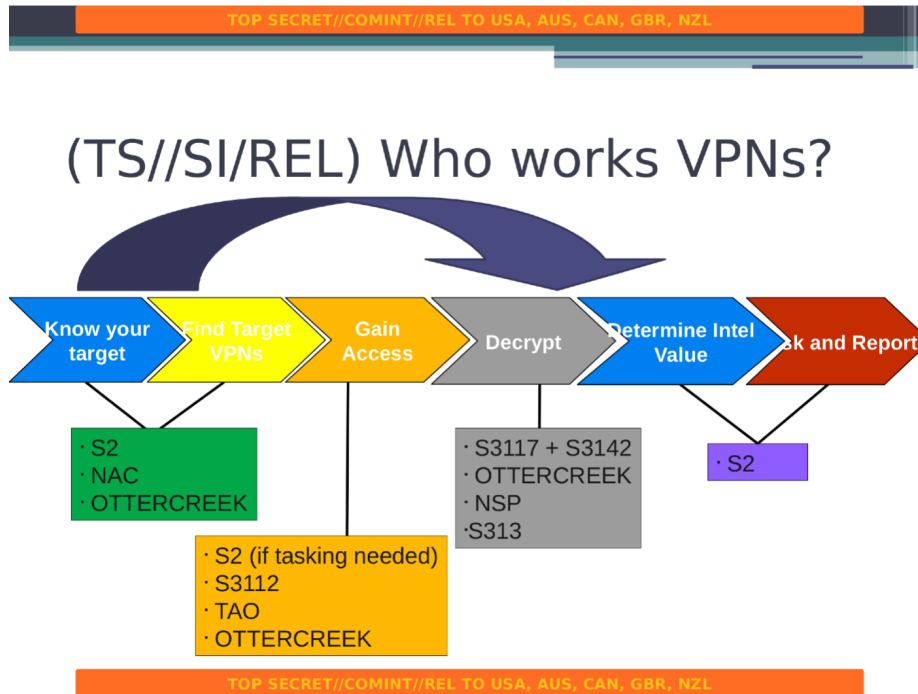 TOP SECRET//COMINT//REL TO USA, AUS, CAN, GBR, NZL
(TS//SI/REL) Who works VPNs?
Know your
target
Find Target
VPNs
Gain
Access
Decrypt
Determine Intel
Value
sk and Report
· S2
· NAC
· OTTERCREEK
· S2 (if tasking needed)
· S3112
· TAO
· OTTERCREEK
· S3117 + S3142
· OTTERCREEK
· NSP
·S313
· S2
TOP SECRET//COMINT//REL TO USA, AUS, CAN, GBR, NZL